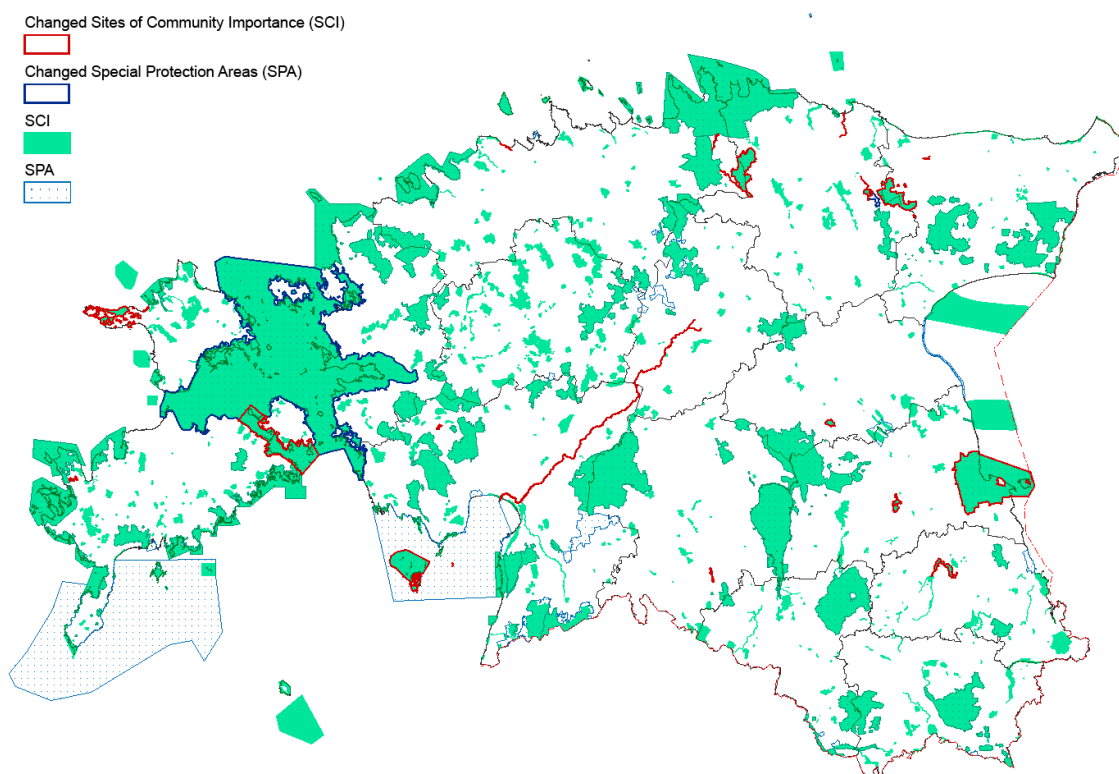 Changed Sites of Community Importance (SCI)
Changed Special Protection Areas (SPA)
SCI
SPA